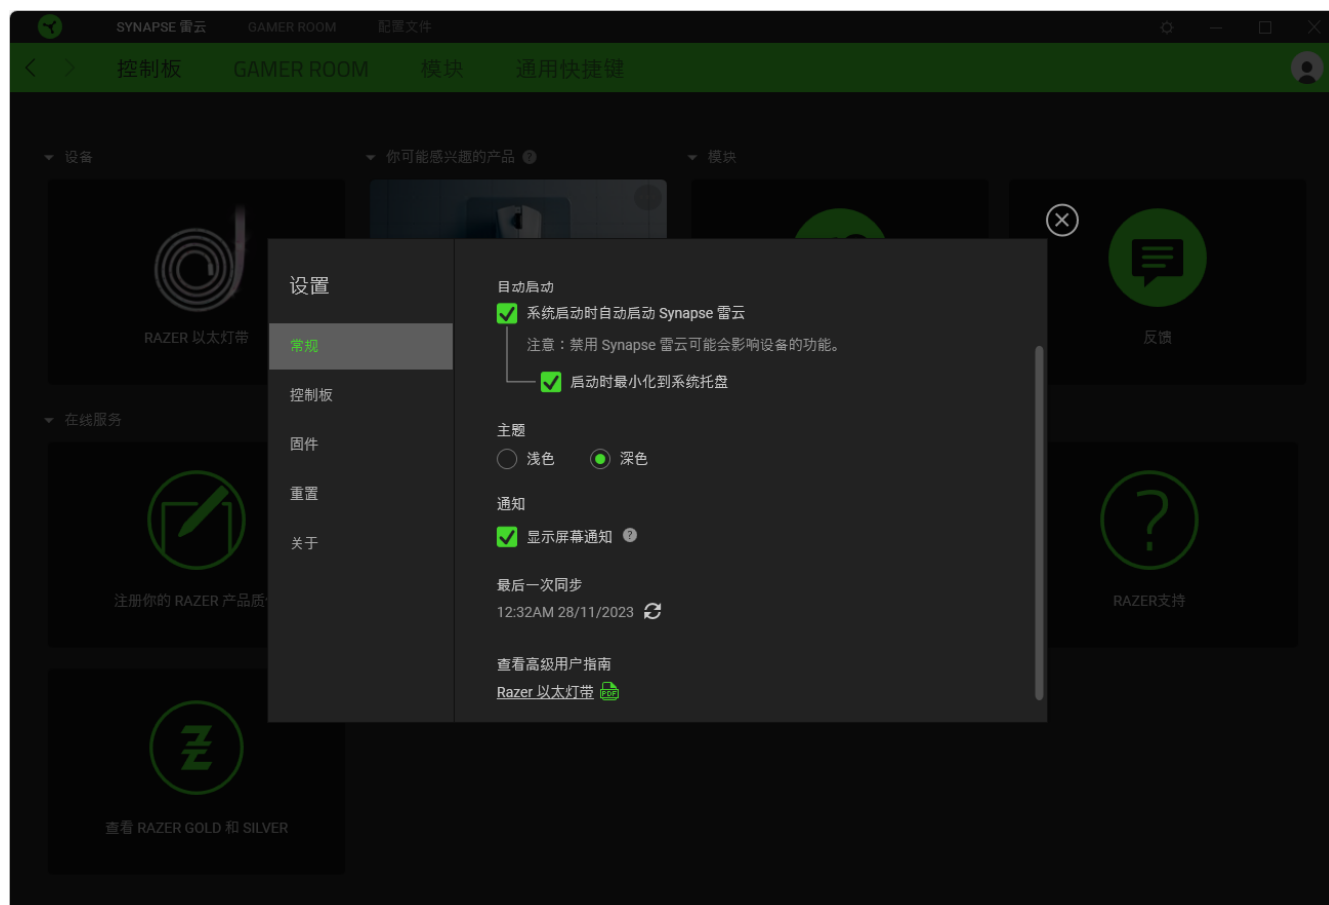 SYNAPSE 雷云 GAMER ROOM 配置文件
控制板 GAMER ROOM 模块 通用快捷键
设备 你可能感兴趣的产品 模块
RAZER 以太灯带
反馈
在线服务
注册你的 RAZER 产品质
RAZER支持
查看 RAZER GOLD 和 SILVER
设置
常规
控制板
固件
重置
关于
自动启动
系统启动时自动启动 Synapse 雷云
注意：禁用 Synapse 雷云可能会影响设备的功能。
启动时最小化到系统托盘
主题
浅色 深色
通知
显示屏幕通知
最后一次同步
12:32AM 28/11/2023
查看高级用户指南
Razer 以太灯带 PDF